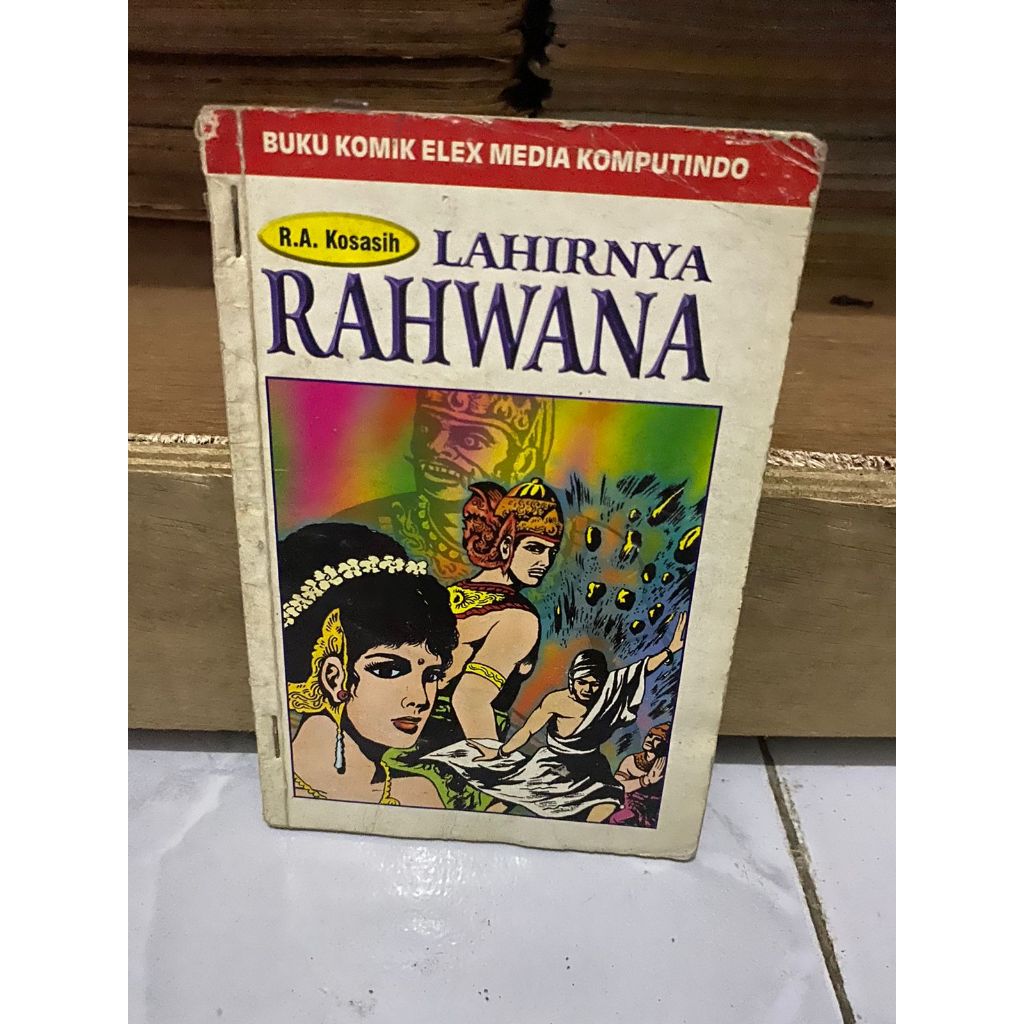 BUKU KOMIK ELEX MEDIA KOMPUTINDO
R.A. Kosasih
LAHIRNYA
RAHWANA